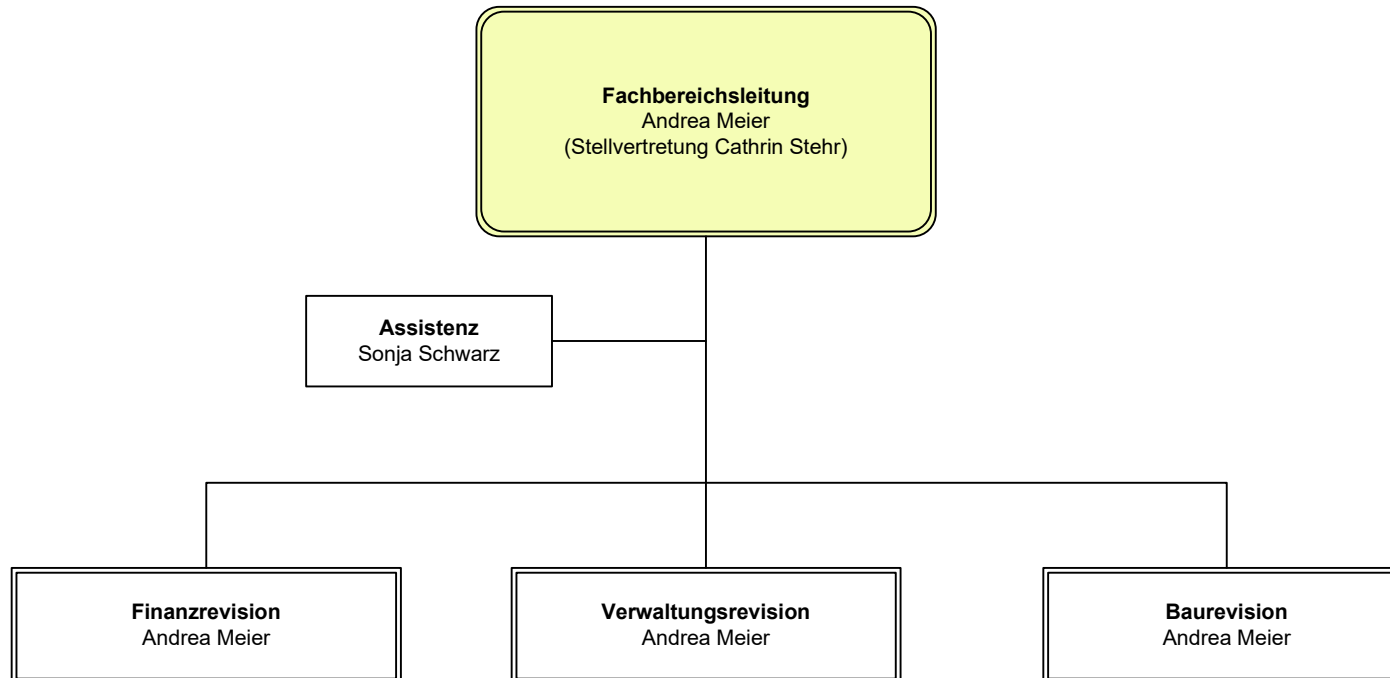 Fachbereichsleitung
Andrea Meier
(Stellvertretung Cathrin Stehr)
Assistenz
Sonja Schwarz
Finanzrevision
Andrea Meier
Verwaltungsrevision
Andrea Meier
Baurevision
Andrea Meier